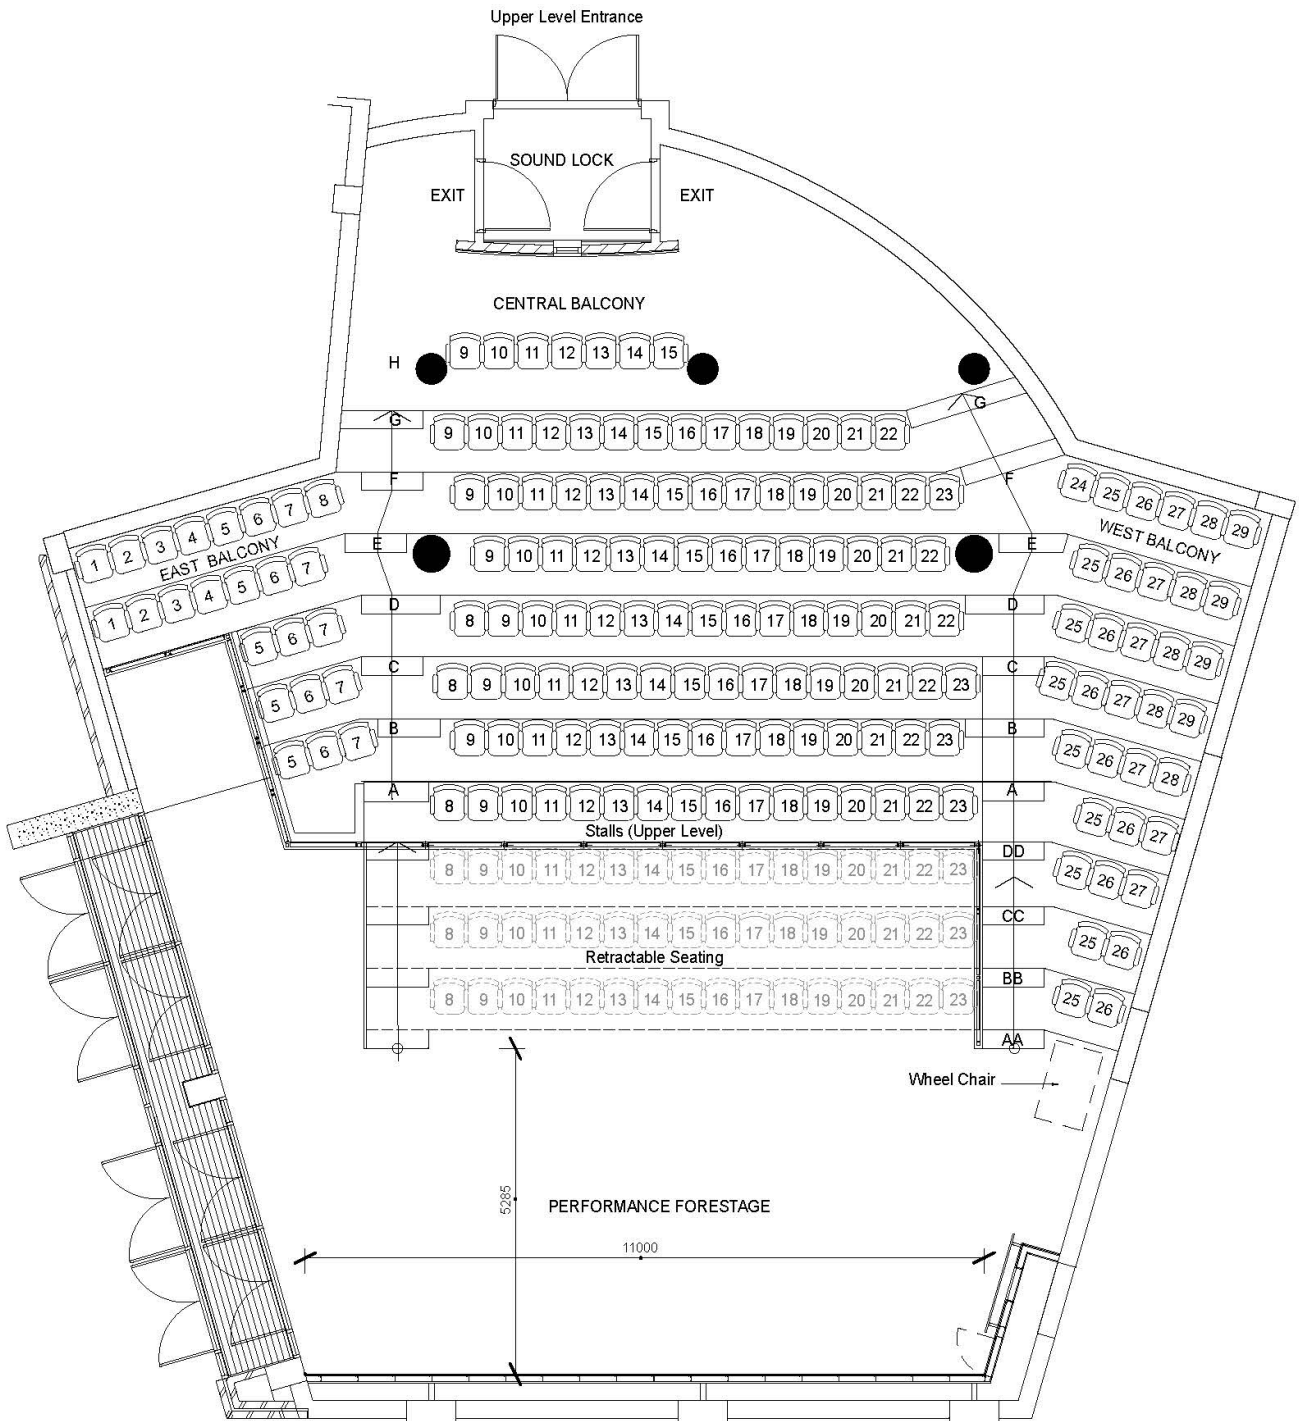 Upper Level Entrance
SOUND LOCK
EXIT EXIT
CENTRAL BALCONY
H 9 10 11 12 13 14 15
G
G 9 10 11 12 13 14 15 16 17 18 19 20 21 22
F 9 10 11 12 13 14 15 16 17 18 19 20 21 22 23 F
1 2 3 4 5 6 7 8
24 25 26 27 28 29
EAST BALCONY
WEST BALCONY
E 9 10 11 12 13 14 15 16 17 18 19 20 21 22 E
1 2 3 4 5 6 7
25 26 27 28 29
D 8 9 10 11 12 13 14 15 16 17 18 19 20 21 22 D
5 6 7
25 26 27 28 29
C 8 9 10 11 12 13 14 15 16 17 18 19 20 21 22 23 C
5 6 7
25 26 27 28 29
B 9 10 11 12 13 14 15 16 17 18 19 20 21 22 23 B
5 6 7
25 26 27 28
A 8 9 10 11 12 13 14 15 16 17 18 19 20 21 22 23 A
25 26 27
Stalls (Upper Level)
8 9 10 11 12 13 14 15 16 17 18 19 20 21 22 23 DD
25 26 27
8 9 10 11 12 13 14 15 16 17 18 19 20 21 22 23 CC
25 26
Retractable Seating
8 9 10 11 12 13 14 15 16 17 18 19 20 21 22 23 BB
25 26
AA
Wheel Chair
5285
PERFORMANCE FORESTAGE
11000